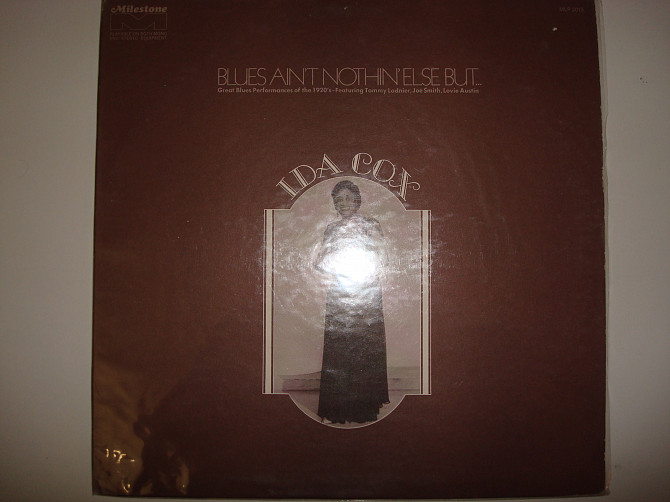 Milestone
BLUES AIN'T NOTHIN' ELSE BUT...
Great Blues Performances of the 1920's-Featuring Tommy Ladnier, Joe Smith, Lovie Austin
IDA COX